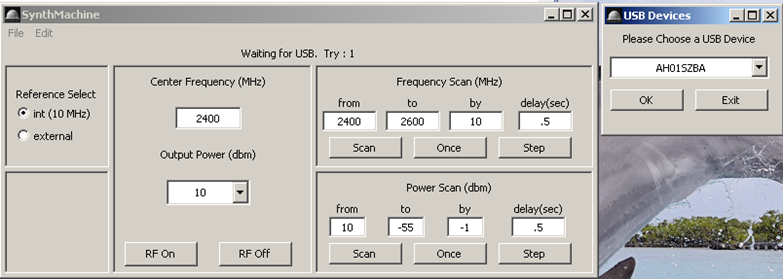 SynthMachine
File Edit
Waiting for USB. Try : 1
Reference Select
int (10 MHz)
external
Center Frequency (MHz)
2400
Output Power (dbm)
10
RF On RF Off
Frequency Scan (MHz)
from to by delay(sec)
2400 2600 10 .5
Scan Once Step
Power Scan (dbm)
from to by delay(sec)
10 -55 -1 .5
Scan Once Step
USB Devices
Please Choose a USB Device
AH01SZBA
OK Exit